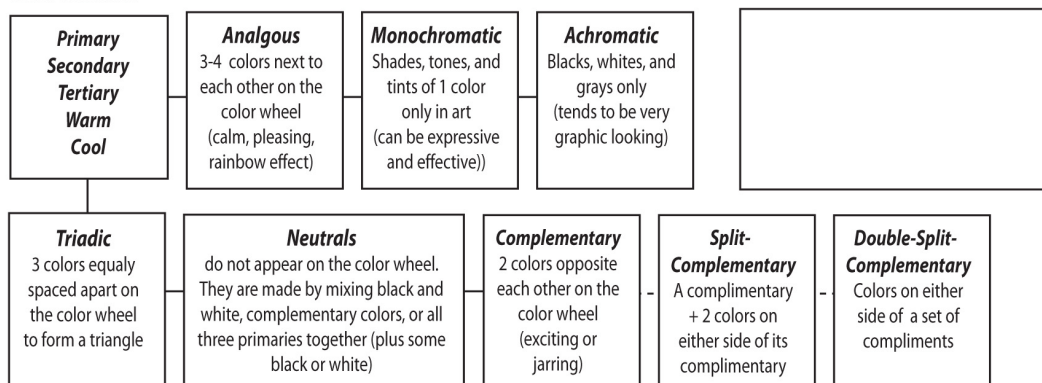 Primary
Secondary
Tertiary
Warm
Cool
Analgous
3-4 colors next to
each other on the
color wheel
(calm, pleasing,
rainbow effect)
Monochromatic
Shades, tones, and
tints of 1 color
only in art
(can be expressive
and effective))
Achromatic
Blacks, whites, and
grays only
(tends to be very
graphic looking)
Triadic
3 colors equaly
spaced apart on
the color wheel
to form a triangle
Neutrals
do not appear on the color wheel.
They are made by mixing black and
white, complementary colors, or all
three primaries together (plus some
black or white)
Complementary
2 colors opposite
each other on the
color wheel
(exciting or
jarring)
Split-
Complementary
A complimentary
+ 2 colors on
either side of its
complimentary
Double-Split-
Complementary
Colors on either
side of a set of
compliments